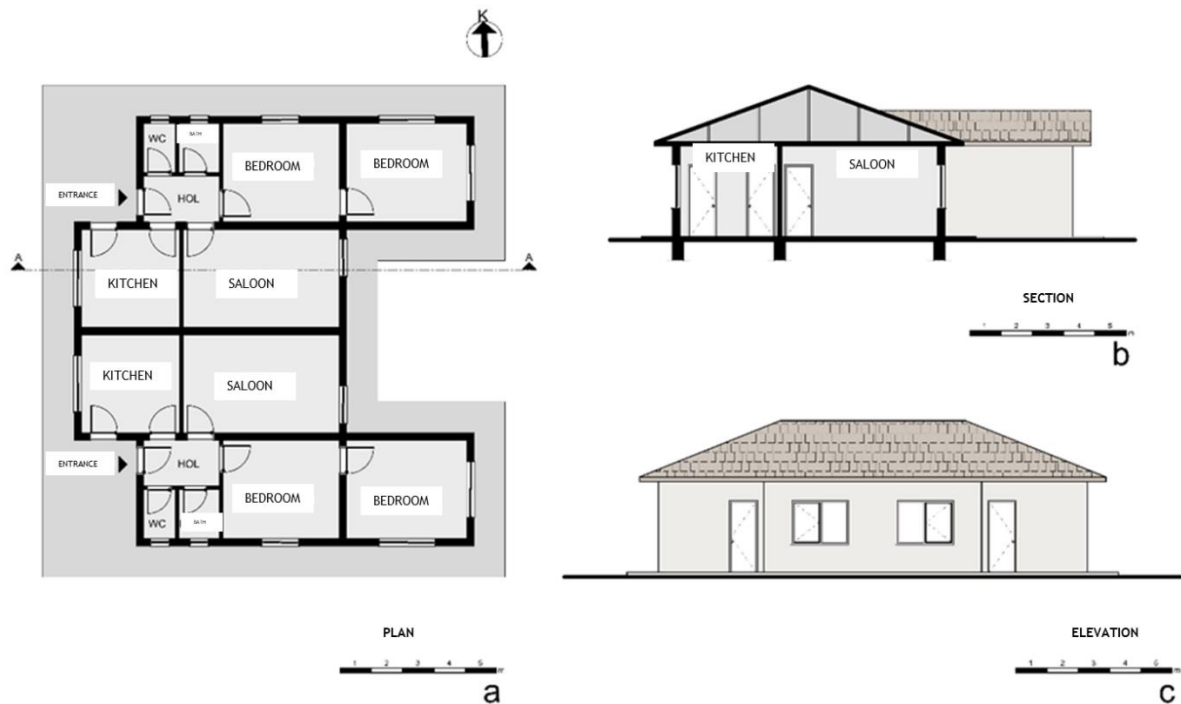 K
WC
BATH
BEDROOM
BEDROOM
ENTRANCE
HOL
A
A
KITCHEN
SALOON
KITCHEN
SALOON
ENTRANCE
HOL
BEDROOM
BEDROOM
WC
BATH
PLAN
1 2 3 4 5 m
a
KITCHEN
SALOON
SECTION
1 2 3 4 5 m
b
ELEVATION
1 2 3 4 5 m
c